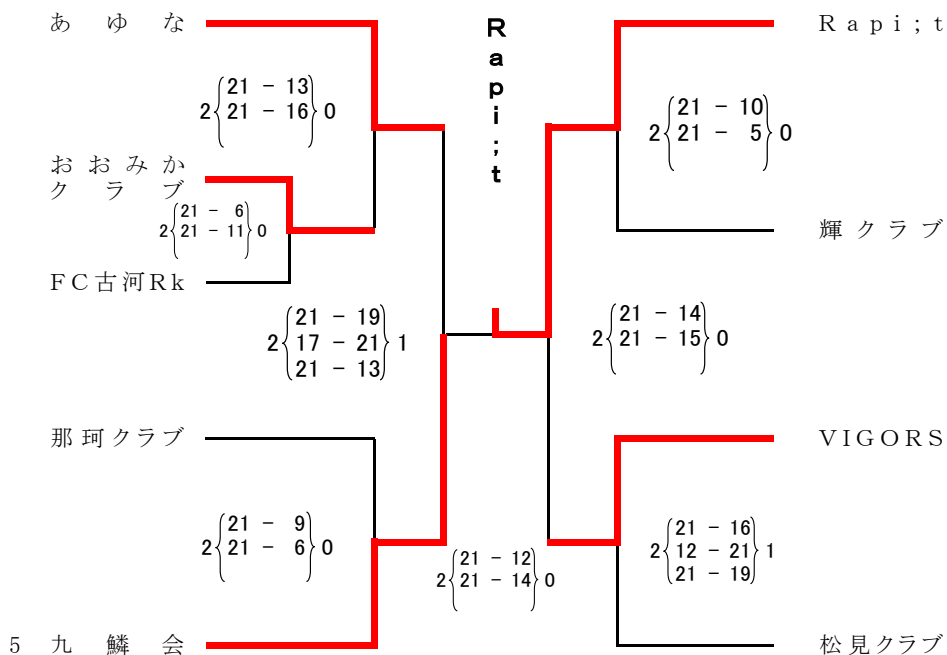 あゆな
2 21 - 13 0
21 - 16
おおみか
クラブ
2 21 - 6 0
21 - 11
FC古河Rk
2 21 - 19 1
17 - 21
21 - 13
那珂クラブ
2 21 - 9 0
21 - 6
5 九鱗会
Rapi;t
2 21 - 12 0
21 - 14
Rapi;t
2 21 - 10 0
21 - 5
輝クラブ
2 21 - 14 0
21 - 15
VIGORS
2 21 - 16 1
12 - 21
21 - 19
松見クラブ